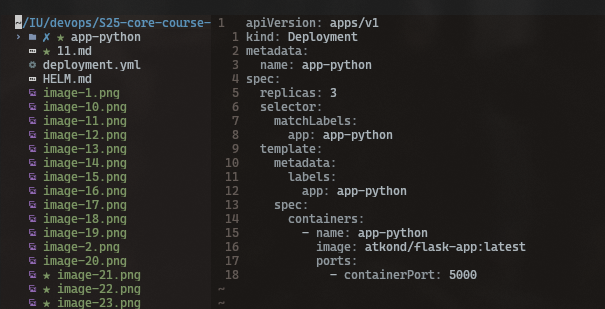 ~/IU/devops/S25-core-course-
› ✗ ★ app-python
★ 11.md
deployment.yml
HELM.md
image-1.png
image-10.png
image-11.png
image-12.png
image-13.png
image-14.png
image-15.png
image-16.png
image-17.png
image-18.png
image-19.png
image-2.png
image-20.png
★ image-21.png
★ image-22.png
★ image-23.png
1 apiVersion: apps/v1
1 kind: Deployment
2 metadata:
3   name: app-python
4 spec:
5   replicas: 3
6   selector:
7     matchLabels:
8       app: app-python
9   template:
10     metadata:
11       labels:
12         app: app-python
13     spec:
14       containers:
15         - name: app-python
16           image: atkond/flask-app:latest
17           ports:
18             - containerPort: 5000
~
~